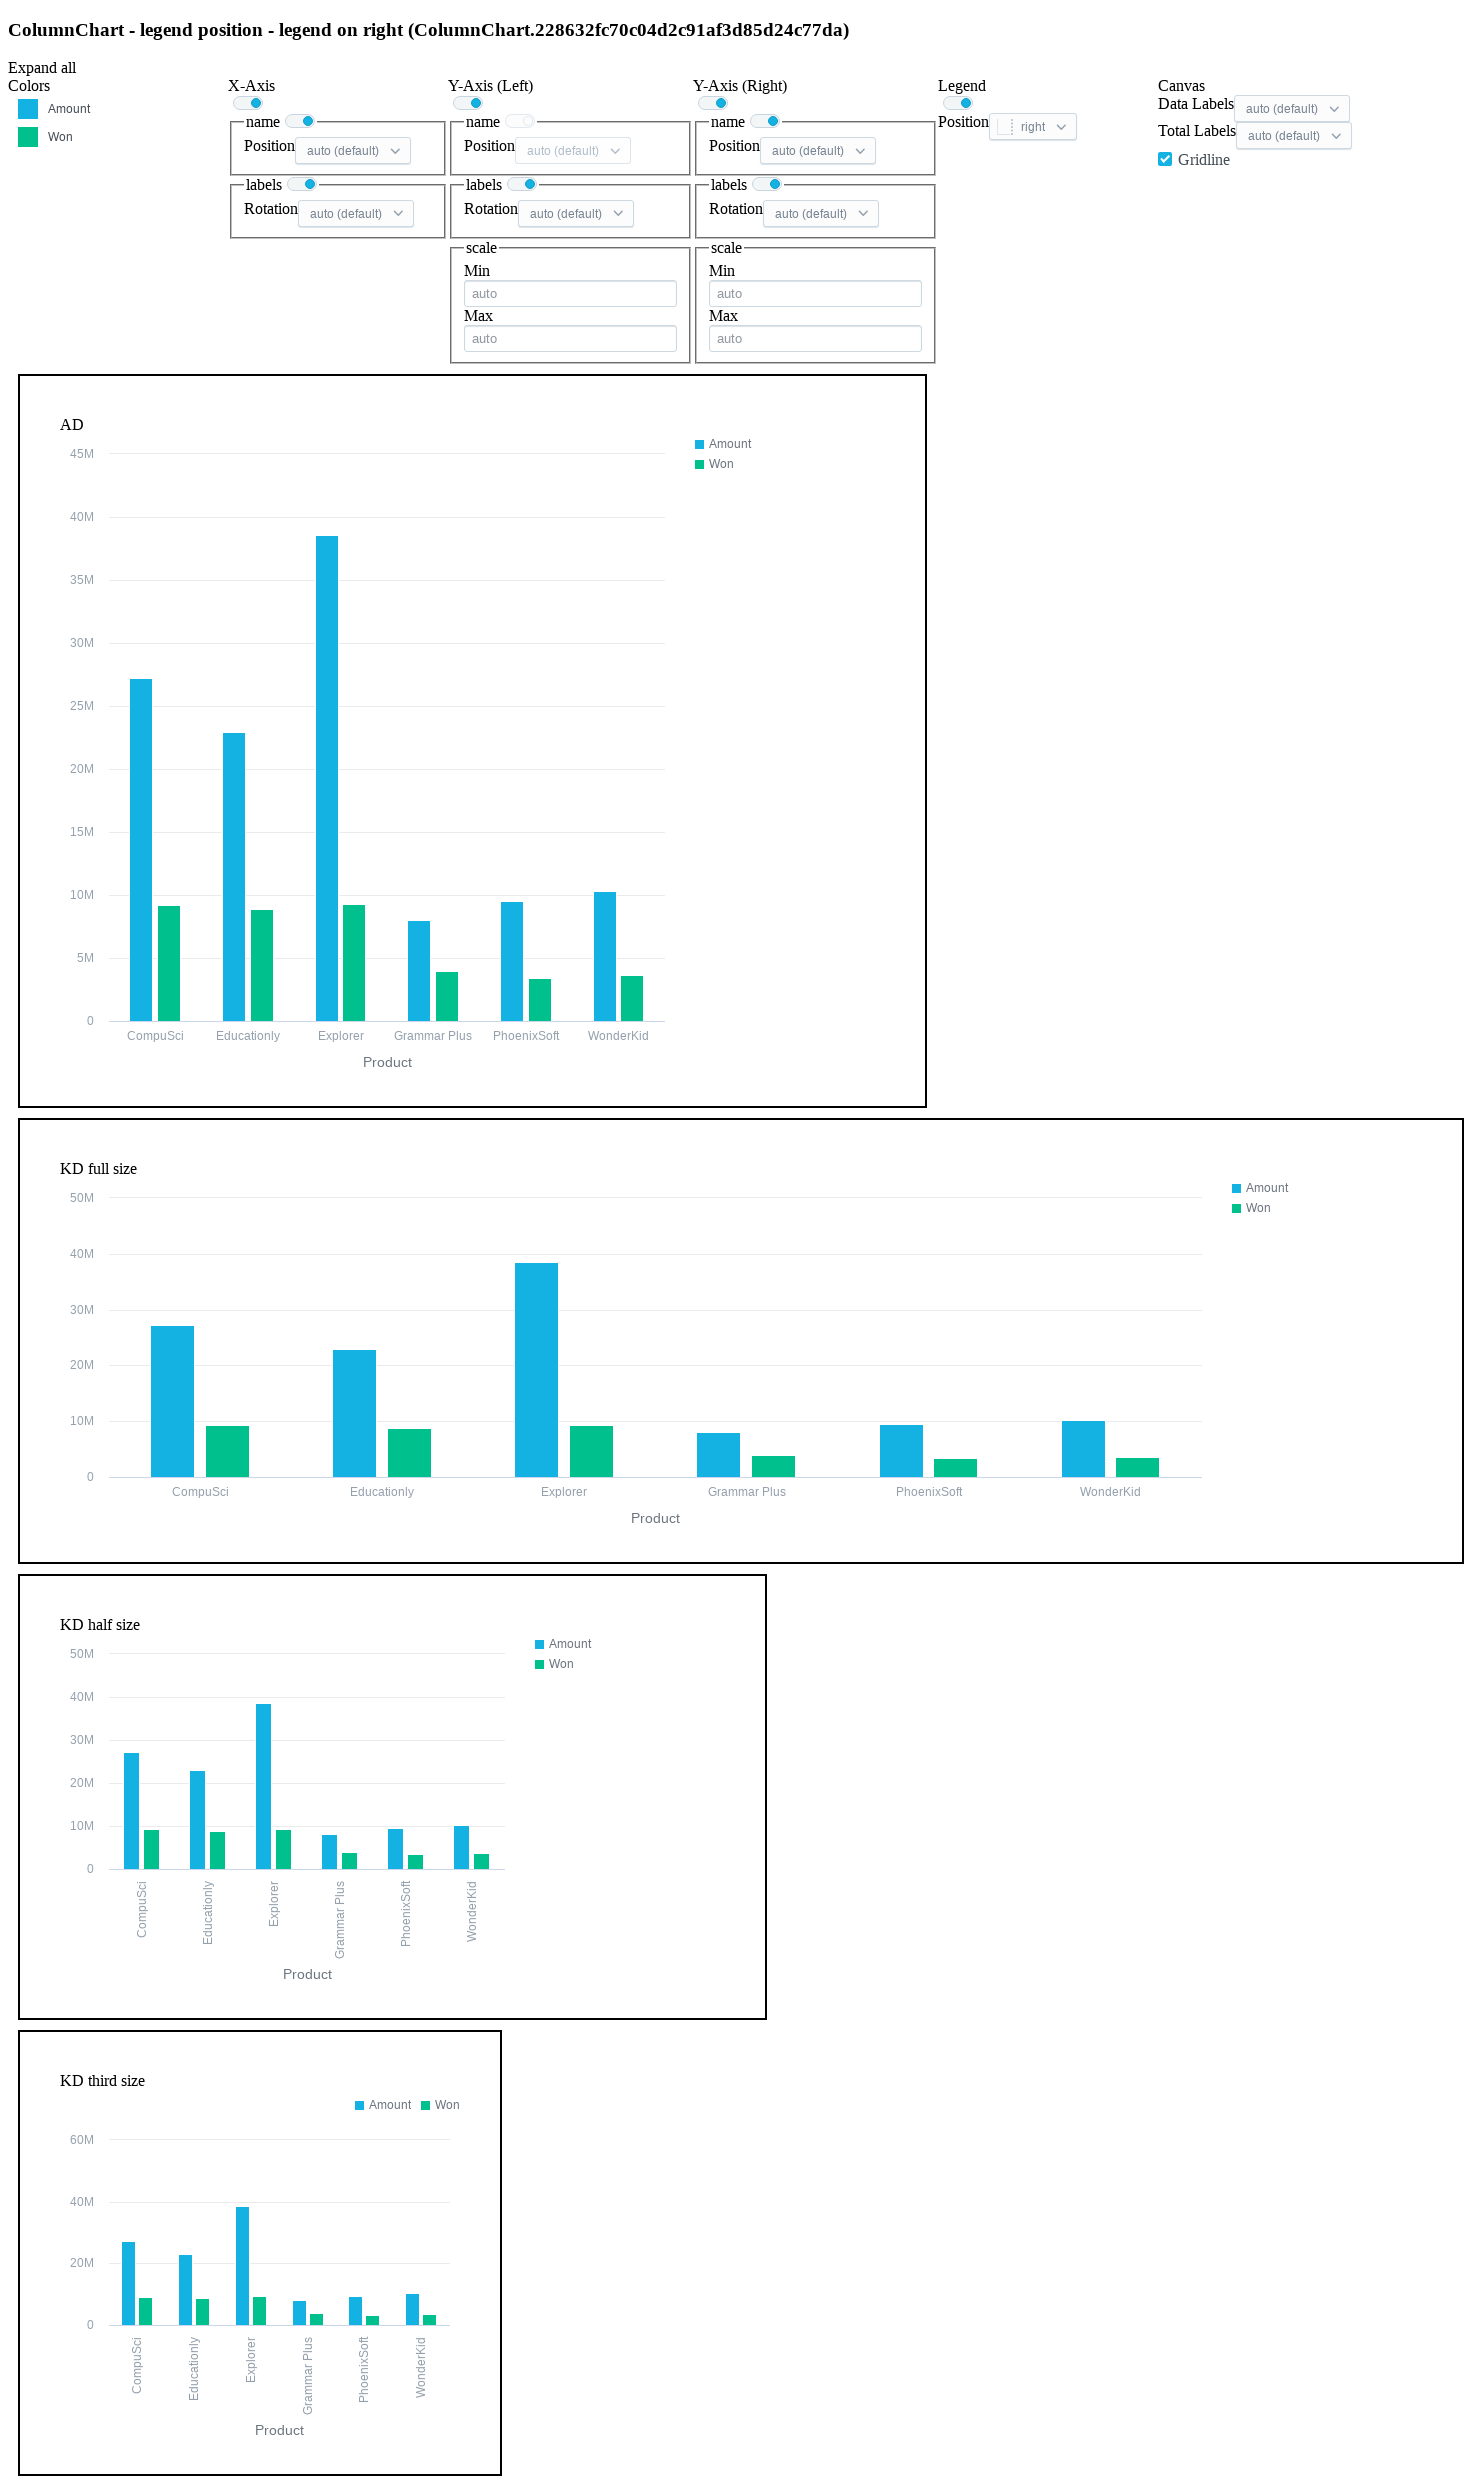 ColumnChart - legend position - legend on right (ColumnChart.228632fc70c04d2c91af3d85d24c77da)
Expand all
Colors
Amount
Won
X-Axis
name
Position auto (default)
labels
Rotation auto (default)
Y-Axis (Left)
name
Position auto (default)
labels
Rotation auto (default)
scale
Min
auto
Max
auto
Y-Axis (Right)
name
Position auto (default)
labels
Rotation auto (default)
scale
Min
auto
Max
auto
Legend
Position right
Canvas
Data Labels auto (default)
Total Labels auto (default)
Gridline
AD
Amount
Won
45M
40M
35M
30M
25M
20M
15M
10M
5M
0
CompuSci Educationly Explorer Grammar Plus PhoenixSoft WonderKid
Product
KD full size
Amount
Won
50M
40M
30M
20M
10M
0
CompuSci Educationly Explorer Grammar Plus PhoenixSoft WonderKid
Product
KD half size
Amount
Won
50M
40M
30M
20M
10M
0
CompuSci
Educationly
Explorer
Grammar Plus
PhoenixSoft
WonderKid
Product
KD third size
Amount Won
60M
40M
20M
0
CompuSci
Educationly
Explorer
Grammar Plus
PhoenixSoft
WonderKid
Product